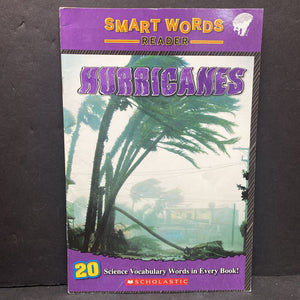 SMART WORDS
READER
HURRICANES
20 Science Vocabulary Words in Every Book!
SCHOLASTIC